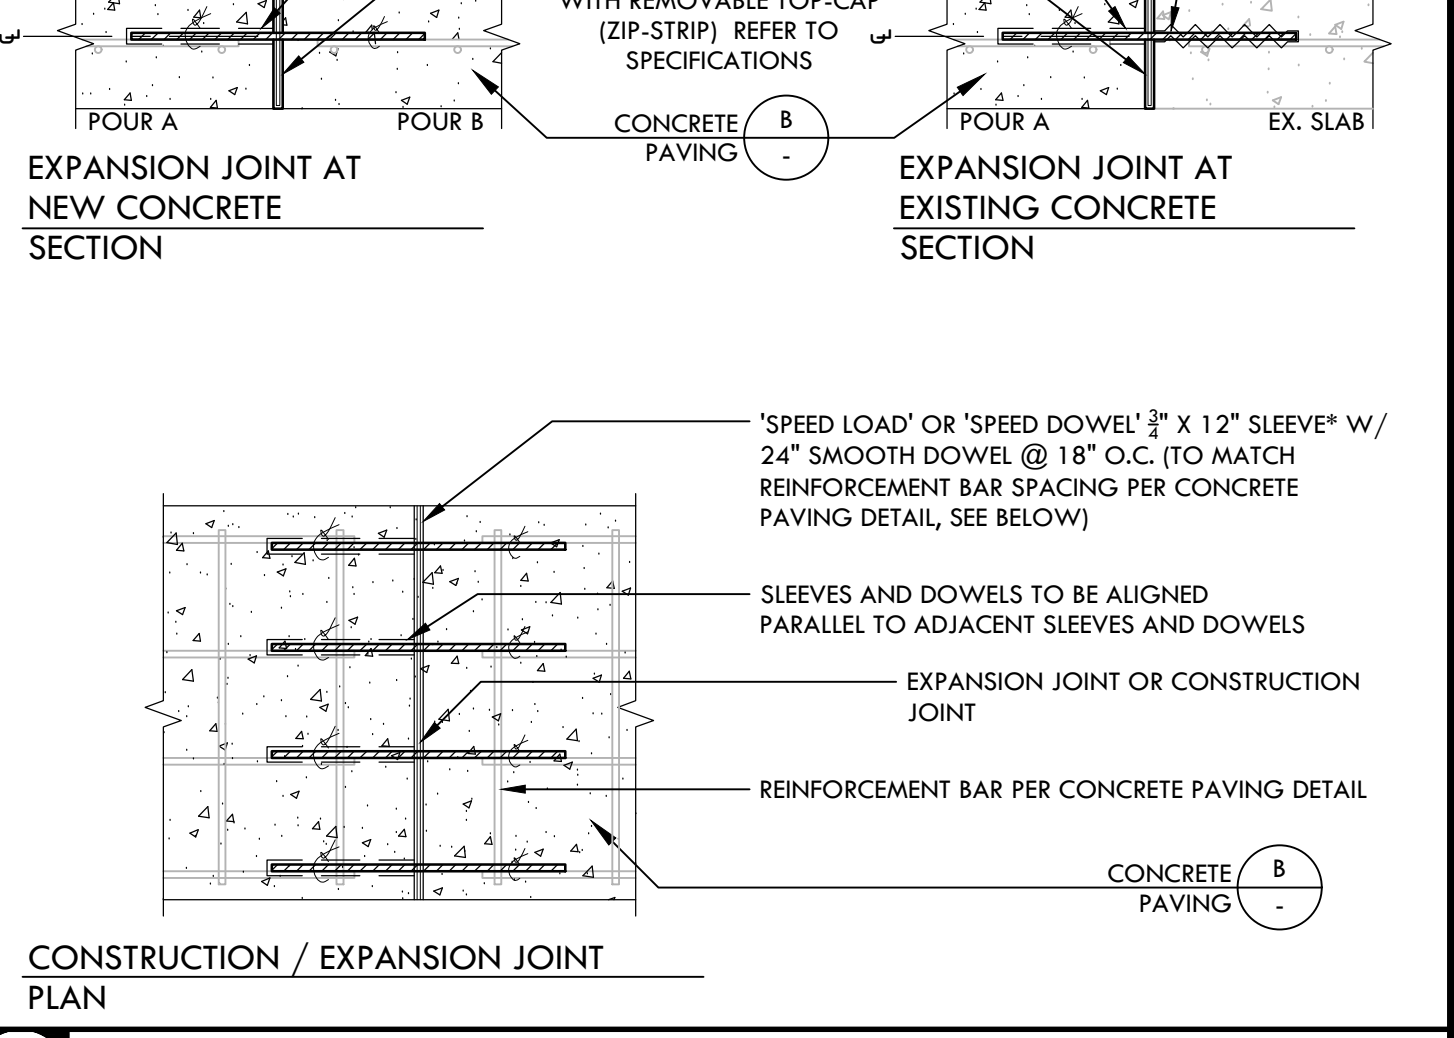 WITH REMOVABLE TOP-CAP
(ZIP-STRIP) REFER TO
SPECIFICATIONS
POUR A
POUR B
CONCRETE
PAVING
B
-
POUR A
EX. SLAB
EXPANSION JOINT AT
NEW CONCRETE
SECTION
EXPANSION JOINT AT
EXISTING CONCRETE
SECTION
'SPEED LOAD' OR 'SPEED DOWEL' 3/4" X 12" SLEEVE* W/
24" SMOOTH DOWEL @ 18" O.C. (TO MATCH
REINFORCEMENT BAR SPACING PER CONCRETE
PAVING DETAIL, SEE BELOW)
SLEEVES AND DOWELS TO BE ALIGNED
PARALLEL TO ADJACENT SLEEVES AND DOWELS
EXPANSION JOINT OR CONSTRUCTION
JOINT
REINFORCEMENT BAR PER CONCRETE PAVING DETAIL
CONCRETE
PAVING
B
-
CONSTRUCTION / EXPANSION JOINT
PLAN